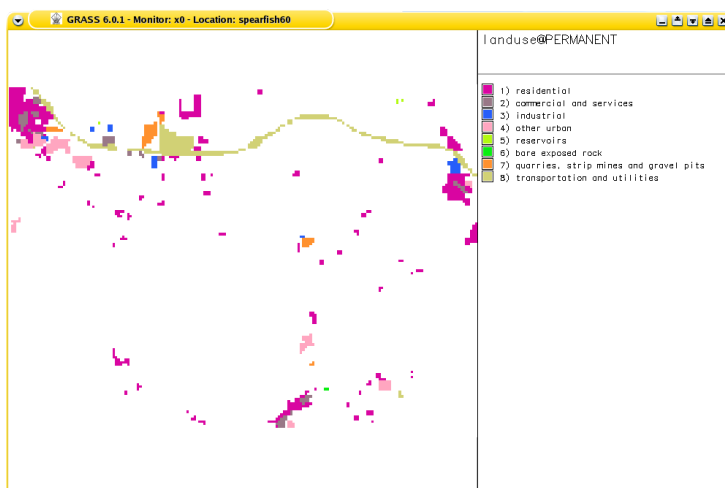 GRASS 6.0.1 - Monitor: x0 - Location: spearfish60
landuse@PERMANENT
1) residential
2) commercial and services
3) industrial
4) other urban
5) reservoirs
6) bare exposed rock
7) quarries, strip mines and gravel pits
8) transportation and utilities